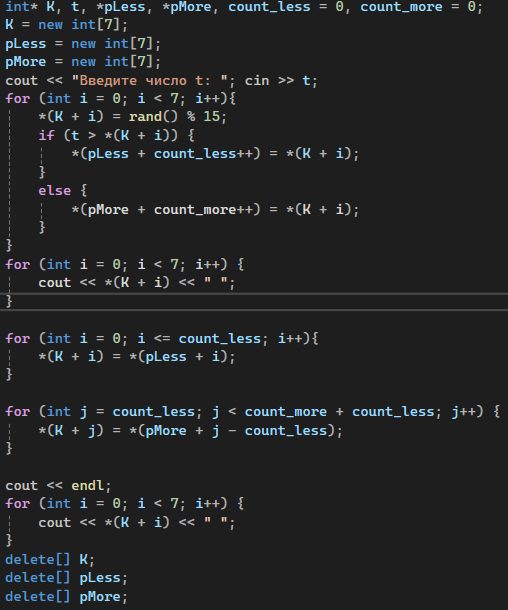 int* K, t, *pLess, *pMore, count_less = 0, count_more = 0;
K = new int[7];
pLess = new int[7];
pMore = new int[7];
cout << "Введите число t: "; cin >> t;
for (int i = 0; i < 7; i++){
    *(K + i) = rand() % 15;
    if (t > *(K + i)) {
        *(pLess + count_less++) = *(K + i);
    }
    else {
        *(pMore + count_more++) = *(K + i);
    }
}
for (int i = 0; i < 7; i++) {
    cout << *(K + i) << " ";
}
for (int i = 0; i <= count_less; i++){
    *(K + i) = *(pLess + i);
}
for (int j = count_less; j < count_more + count_less; j++) {
    *(K + j) = *(pMore + j - count_less);
}
cout << endl;
for (int i = 0; i < 7; i++) {
    cout << *(K + i) << " ";
}
delete[] K;
delete[] pLess;
delete[] pMore;